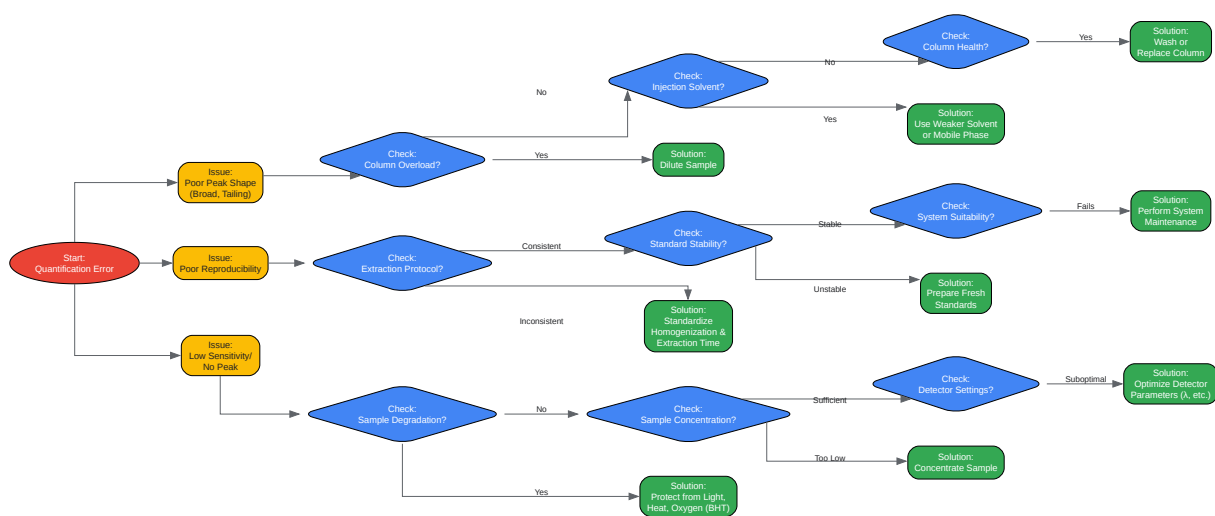 Check:
Column Health?
Yes
Solution:
Wash or
Replace Column
No
Check:
Injection Solvent?
No
Yes
Solution:
Use Weaker Solvent
or Mobile Phase
Check:
Column Overload?
Yes
Solution:
Dilute Sample
Issue:
Poor Peak Shape
(Broad, Tailing)
Check:
System Suitability?
Fails
Solution:
Perform System
Maintenance
Stable
Check:
Standard Stability?
Consistent
Start:
Quantification Error
Issue:
Poor Reproducibility
Check:
Extraction Protocol?
Unstable
Solution:
Prepare Fresh
Standards
Inconsistent
Solution:
Standardize
Homogenization &
Extraction Time
Issue:
Low Sensitivity/
No Peak
Check:
Detector Settings?
Suboptimal
Solution:
Optimize Detector
Parameters (λ, etc.)
Sufficient
Check:
Sample Degradation?
No
Check:
Sample Concentration?
Too Low
Solution:
Concentrate Sample
Yes
Solution:
Protect from Light,
Heat, Oxygen (BHT)